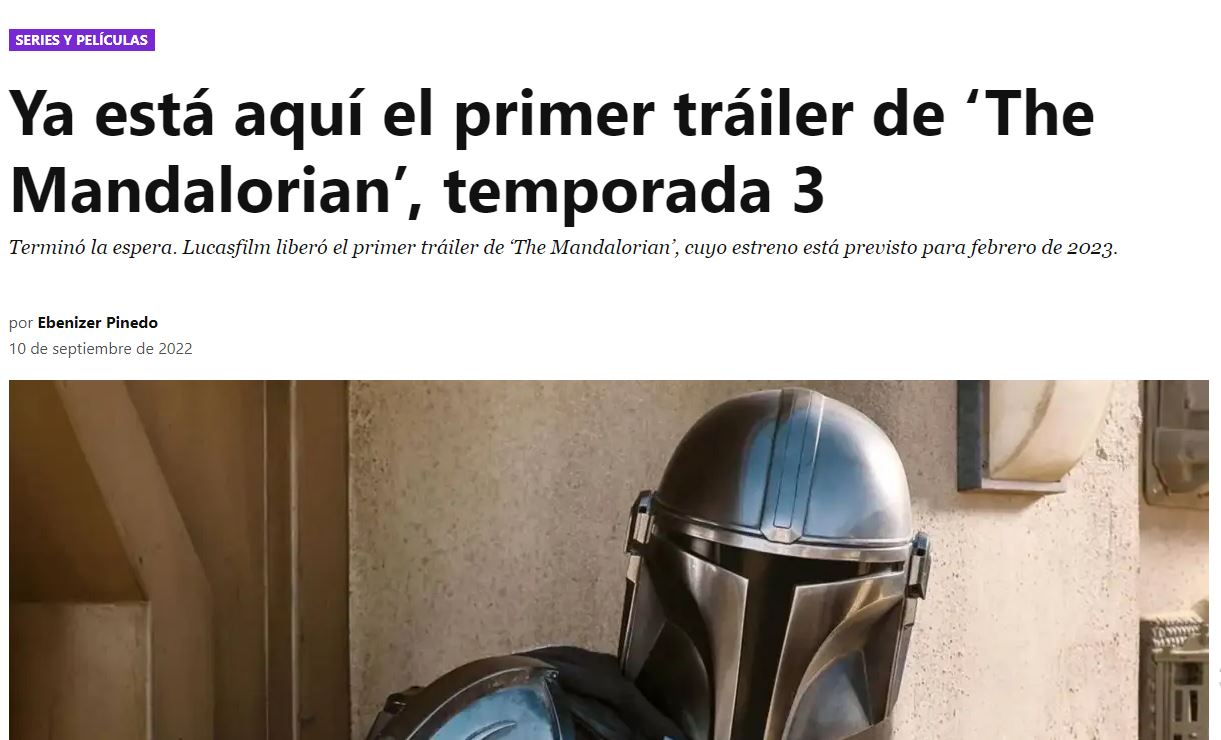 SERIES Y PELÍCULAS
Ya está aquí el primer tráiler de ‘The
Mandalorian’, temporada 3
Terminó la espera. Lucasfilm liberó el primer tráiler de ‘The Mandalorian’, cuyo estreno está previsto para febrero de 2023.
por Ebenizer Pinedo
10 de septiembre de 2022